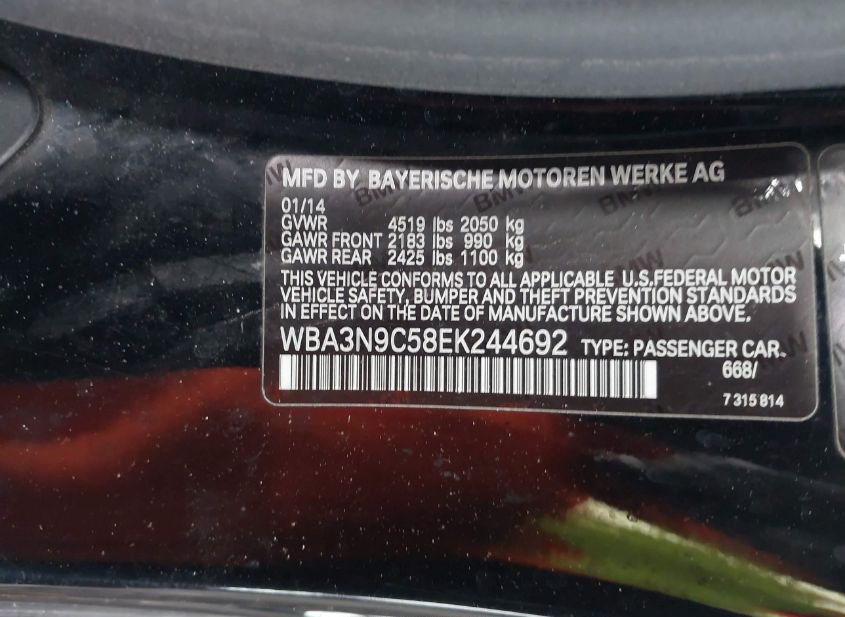 MFD BY BAYERISCHE MOTOREN WERKE AG
01/14
GVWR 4519 lbs 2050 kg
GAWR FRONT 2183 lbs 990 kg
GAWR REAR 2425 lbs 1100 kg
THIS VEHICLE CONFORMS TO ALL APPLICABLE U.S.FEDERAL MOTOR
VEHICLE SAFETY, BUMPER AND THEFT PREVENTION STANDARDS
IN EFFECT ON THE DATE OF MANUFACTURE SHOWN ABOVE.
WBA3N9C58EK244692 TYPE: PASSENGER CAR.
668/
7 315 814